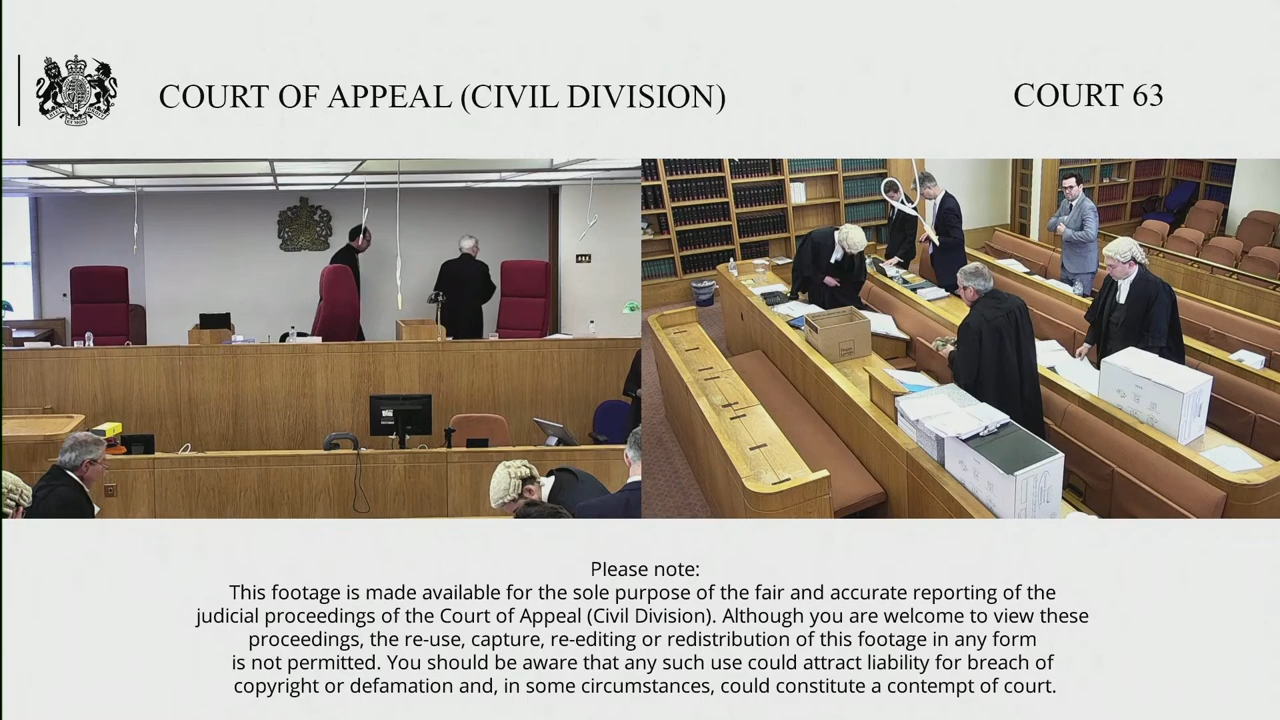 COURT OF APPEAL (CIVIL DIVISION)
COURT 63
Please note:
This footage is made available for the sole purpose of the fair and accurate reporting of the
judicial proceedings of the Court of Appeal (Civil Division). Although you are welcome to view these
proceedings, the re-use, capture, re-editing or redistribution of this footage in any form
is not permitted. You should be aware that any such use could attract liability for breach of
copyright or defamation and, in some circumstances, could constitute a contempt of court.